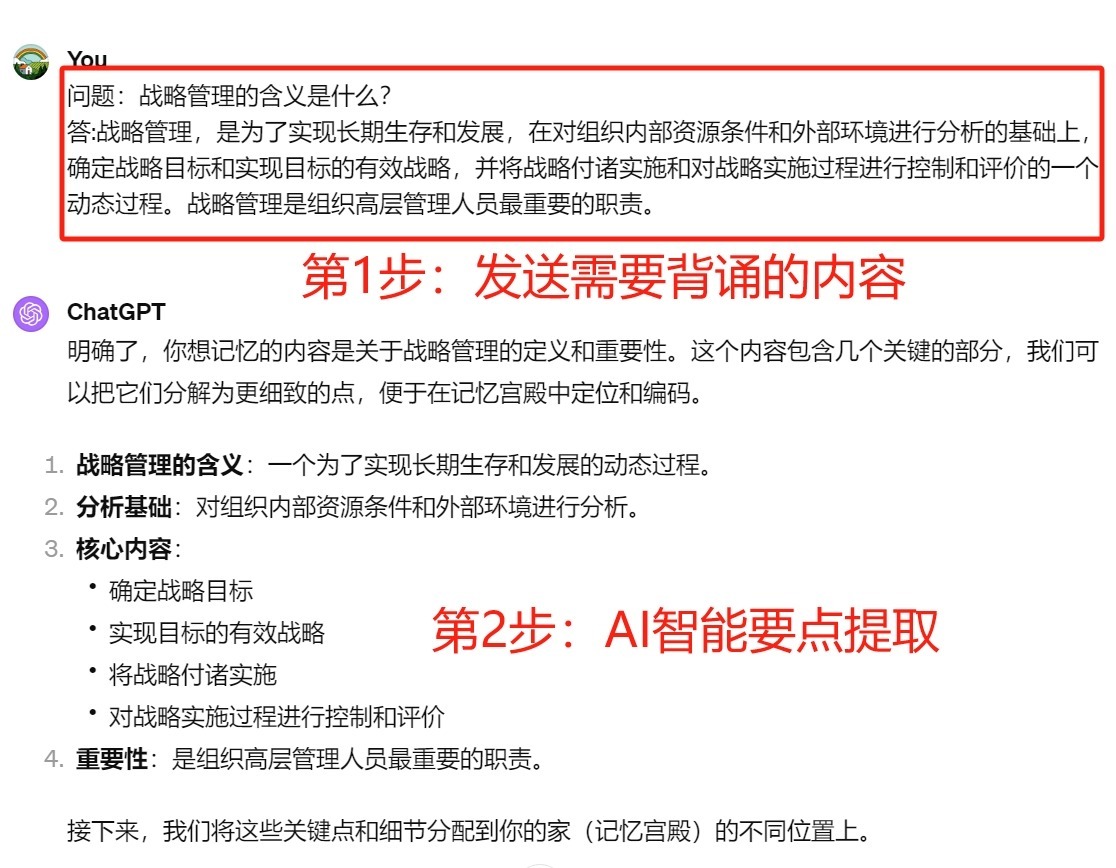 You
问题：战略管理的含义是什么？
答:战略管理，是为了实现长期生存和发展，在对组织内部资源条件和外部环境进行分析的基础上，
确定战略目标和实现目标的有效战略，并将战略付诸实施和对战略实施过程进行控制和评价的一个
动态过程。战略管理是组织高层管理人员最重要的职责。
第1步：发送需要背诵的内容
ChatGPT
明确了，你想记忆的内容是关于战略管理的定义和重要性。这个内容包含几个关键的部分，我们可
以把它们分解为更细致的点，便于在记忆宫殿中定位和编码。
1. 战略管理的含义：一个为了实现长期生存和发展的动态过程。
2. 分析基础：对组织内部资源条件和外部环境进行分析。
3. 核心内容：
• 确定战略目标
• 实现目标的有效战略
第2步：AI智能要点提取
• 将战略付诸实施
• 对战略实施过程进行控制和评价
4. 重要性：是组织高层管理人员最重要的职责。
接下来，我们将这些关键点和细节分配到你的家（记忆宫殿）的不同位置上。